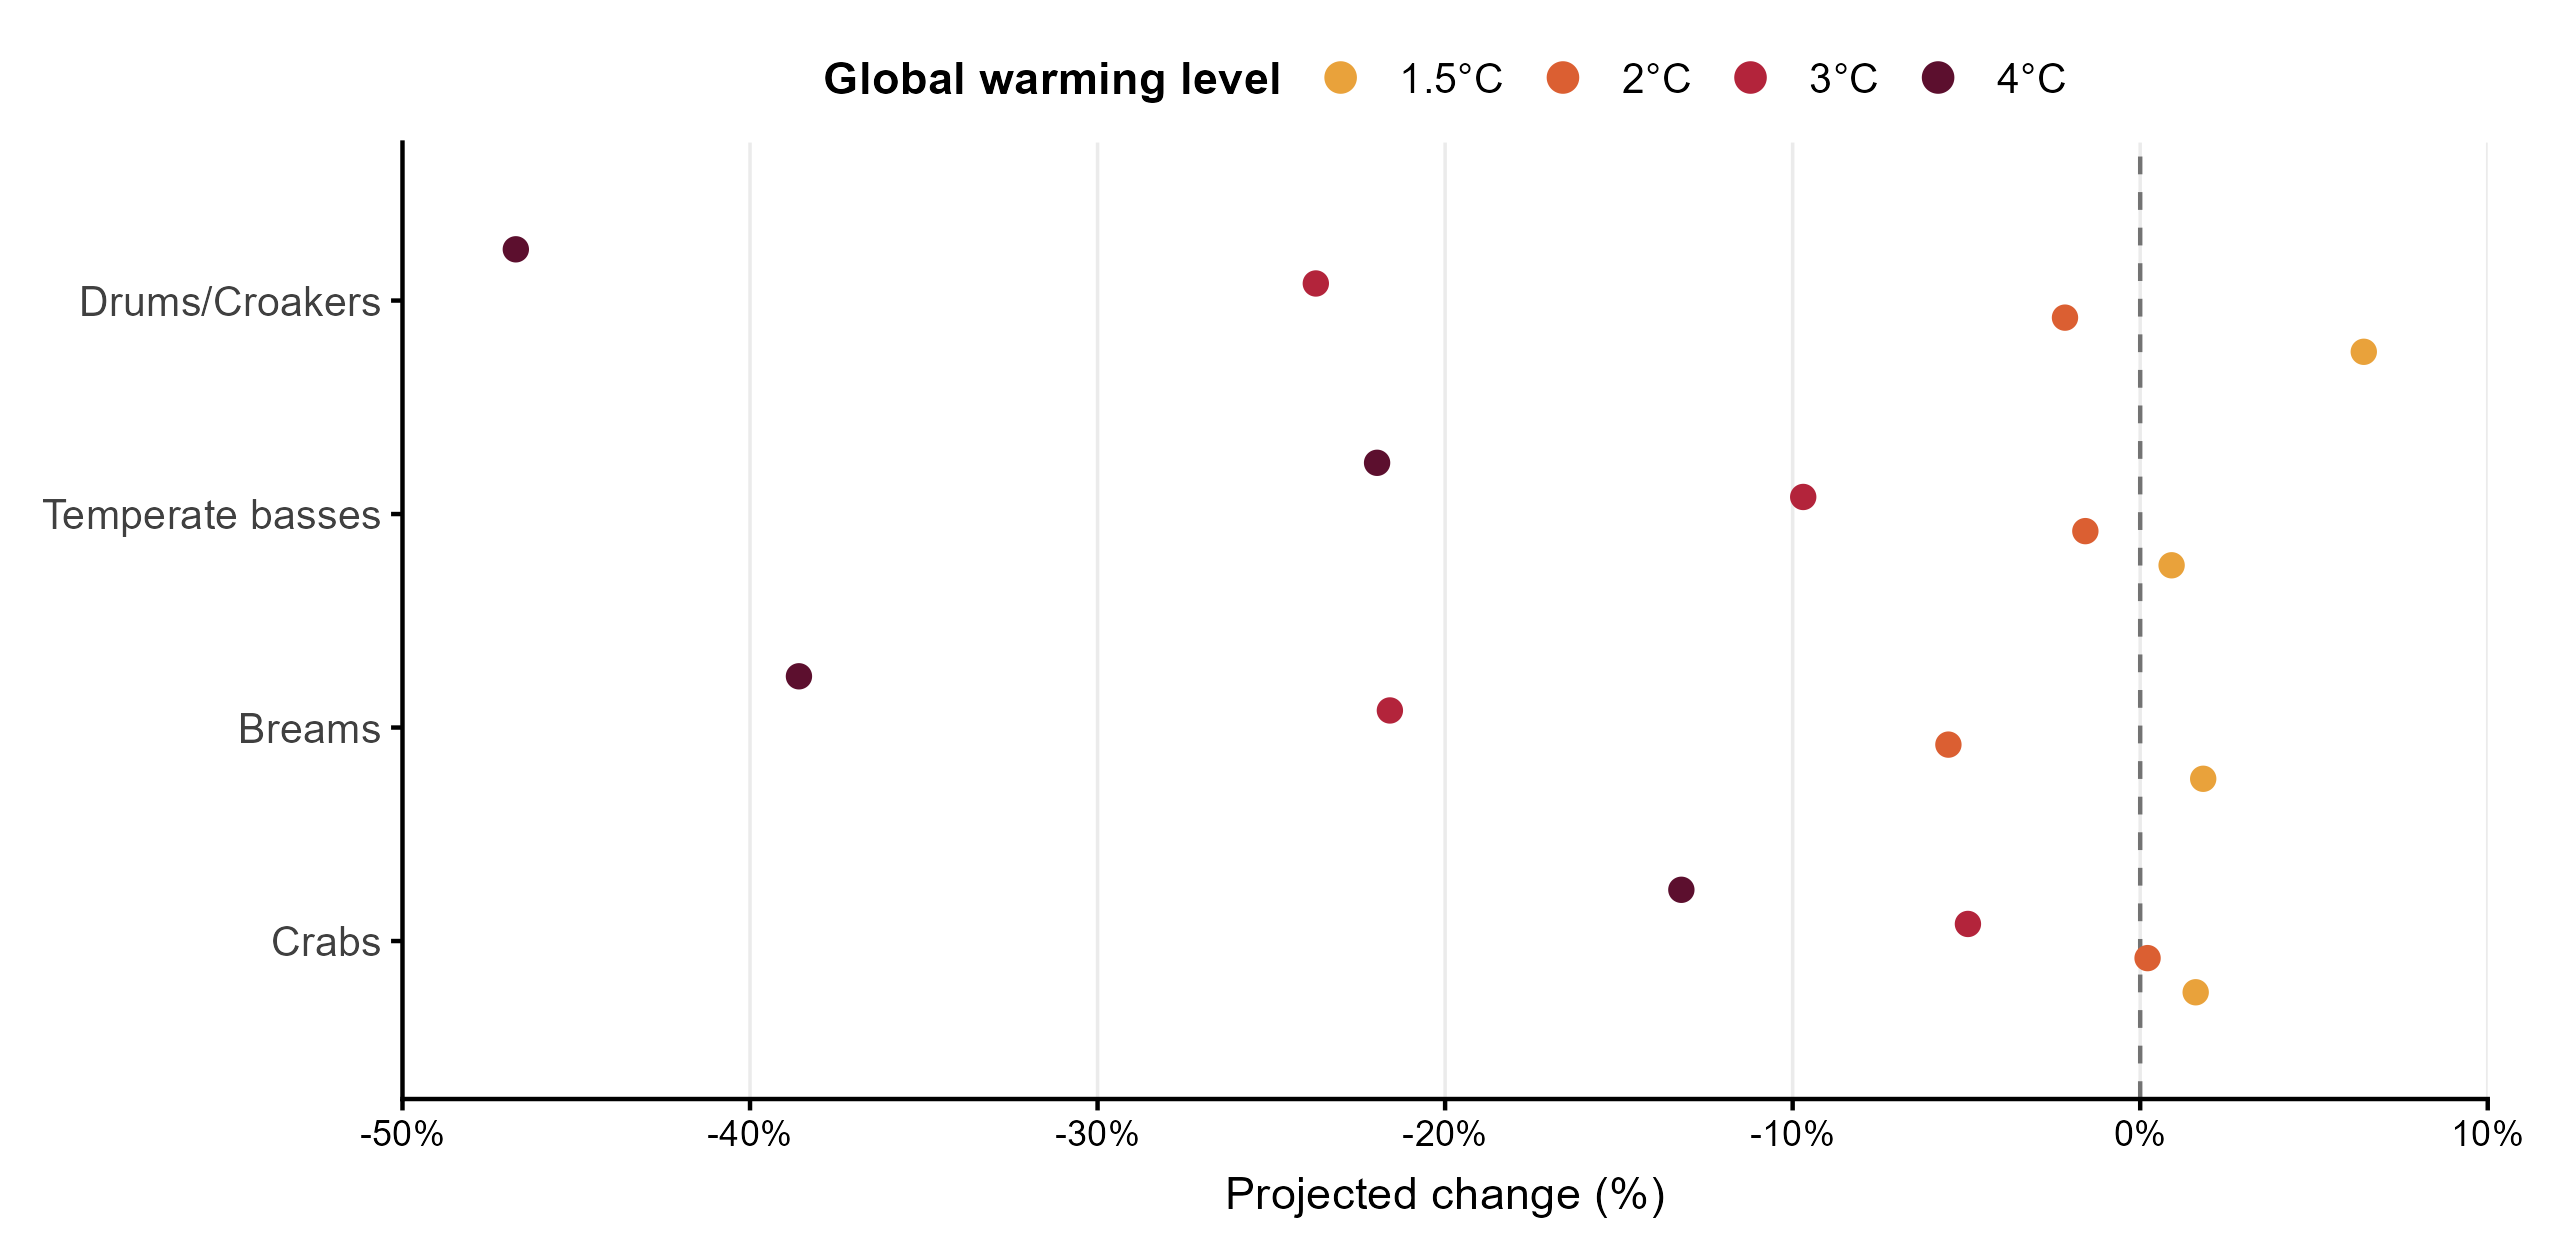 Global warming level 1.5°C 2°C 3°C 4°C
Drums/Croakers
Temperate basses
Breams
Crabs
-50% -40% -30% -20% -10% 0% 10%
Projected change (%)